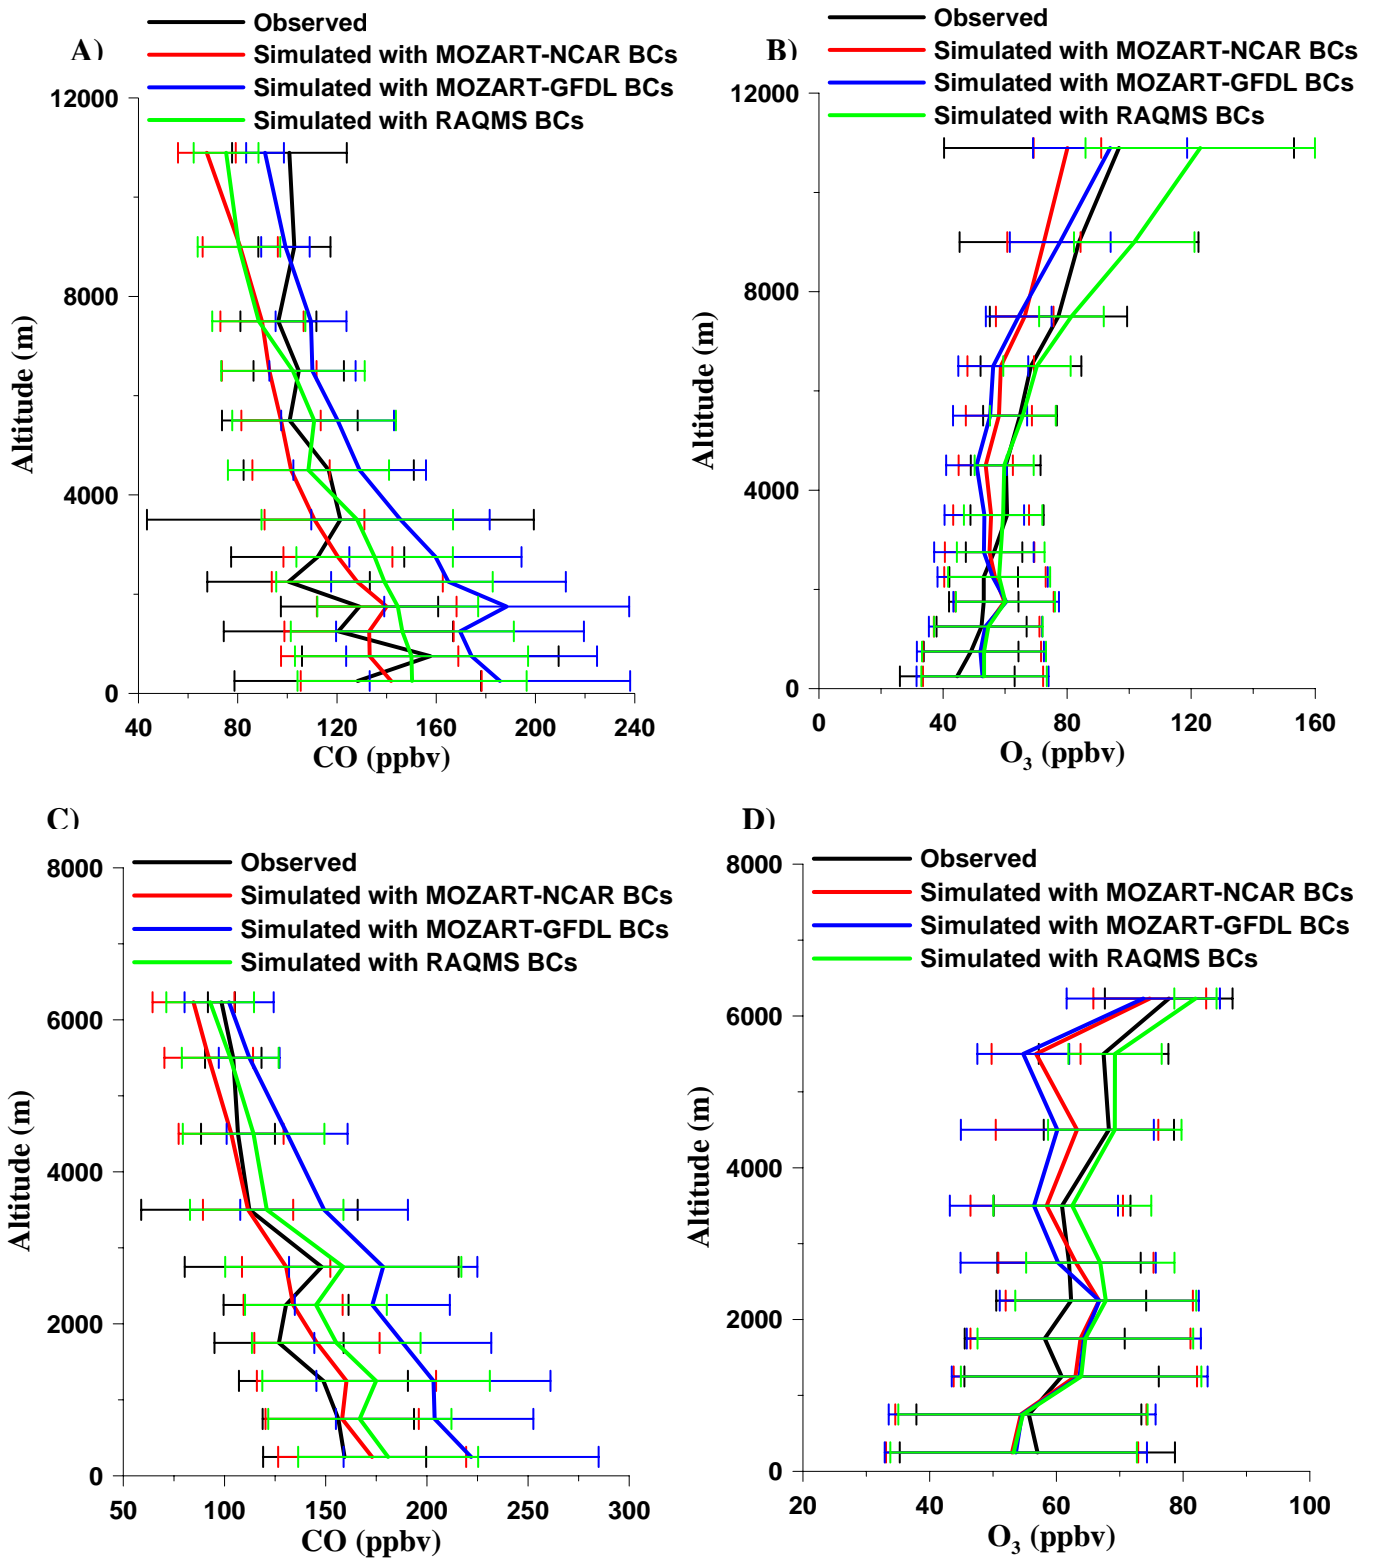 A)
Observed
Simulated with MOZART-NCAR BCs
Simulated with MOZART-GFDL BCs
Simulated with RAQMS BCs
12000
8000
4000
0
Altitude (m)
40 80 120 160 200 240
CO (ppbv)
B)
Observed
Simulated with MOZART-NCAR BCs
Simulated with MOZART-GFDL BCs
Simulated with RAQMS BCs
12000
8000
4000
0
Altitude (m)
0 40 80 120 160
O3 (ppbv)
C)
Observed
Simulated with MOZART-NCAR BCs
Simulated with MOZART-GFDL BCs
Simulated with RAQMS BCs
8000
6000
4000
2000
0
Altitude (m)
50 100 150 200 250 300
CO (ppbv)
D)
Observed
Simulated with MOZART-NCAR BCs
Simulated with MOZART-GFDL BCs
Simulated with RAQMS BCs
8000
6000
4000
2000
0
Altitude (m)
20 40 60 80 100
O3 (ppbv)